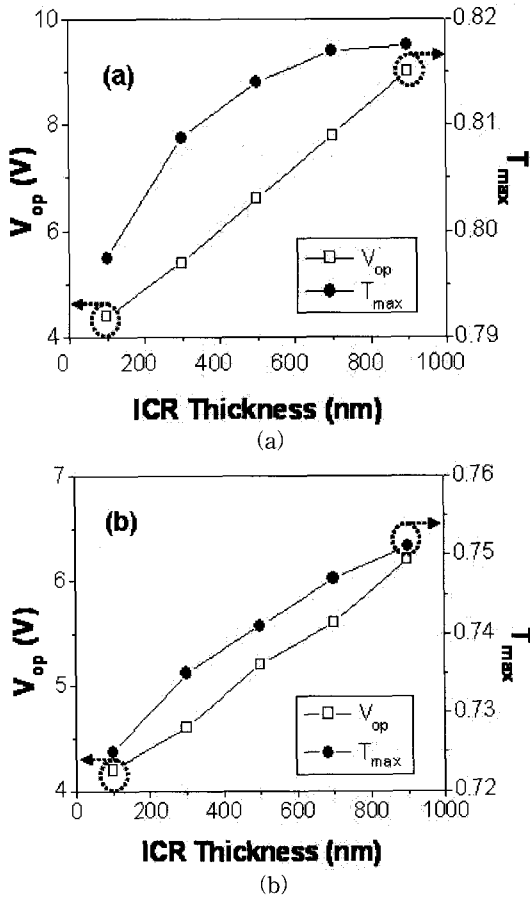 (a)
V_op (V)
10
8
6
4
0.82
0.81
0.80
0.79
T_max
V_op
T_max
0 200 400 600 800 1000
ICR Thickness (nm)
(a)
(b)
V_op (V)
7
6
5
4
0.76
0.75
0.74
0.73
0.72
T_max
V_op
T_max
0 200 400 600 800 1000
ICR Thickness (nm)
(b)